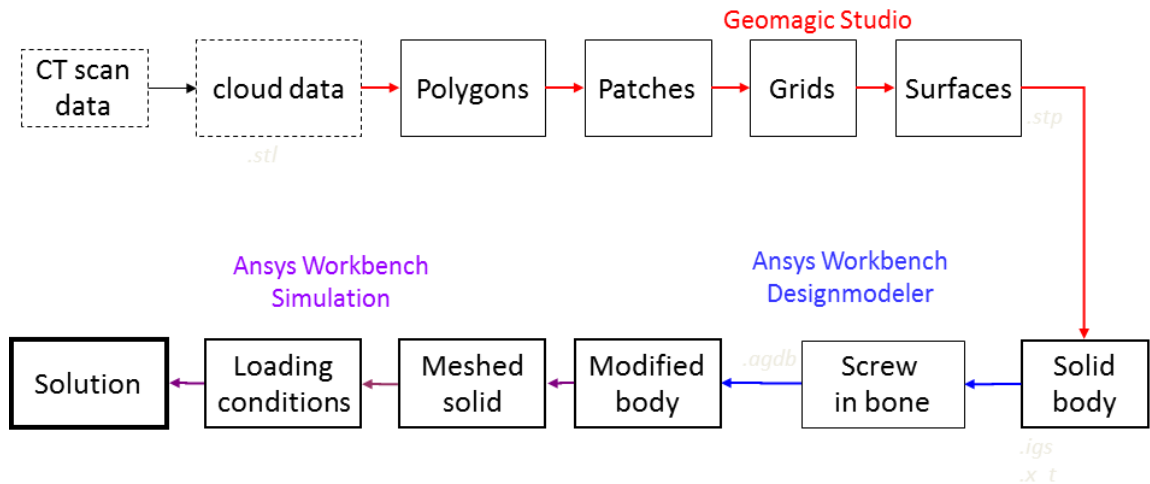 Geomagic Studio
CT scan
data
cloud data
Polygons
Patches
Grids
Surfaces
.stl
.stp
Ansys Workbench
Simulation
Ansys Workbench
Designmodeler
Solution
Loading
conditions
Meshed
solid
Modified
body
.agdb
Screw
in bone
Solid
body
.igs
.x_t